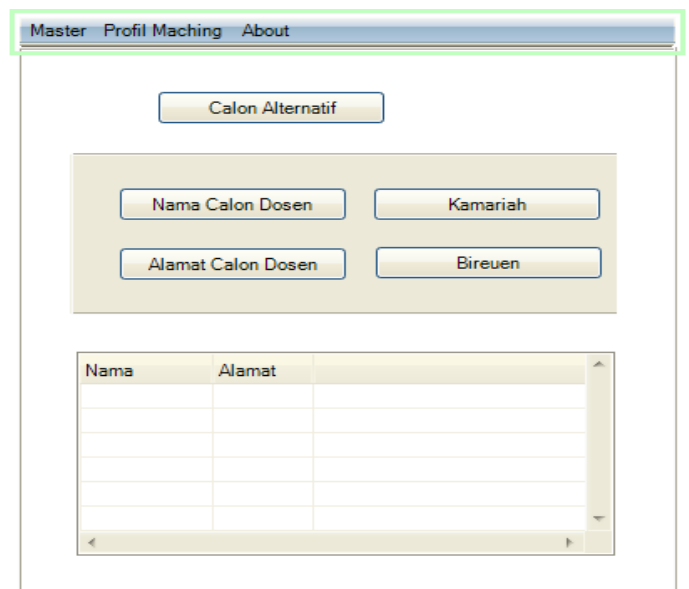 Master Profil Maching About
Calon Alternatif
Nama Calon Dosen Kamariah
Alamat Calon Dosen Bireuen
Nama Alamat